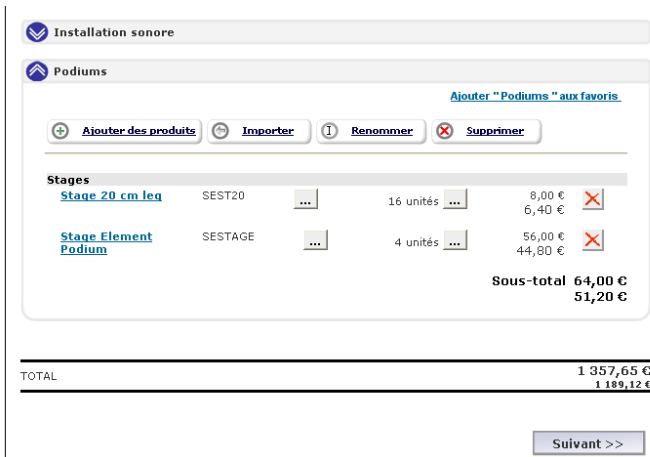 Installation sonore
Podiums
Ajouter "Podiums "aux favoris
Ajouter des produits Importer Renommer Supprimer
Stages
Stage 20 cm leg SEST20 ... 16 unités ... 8,00 €
6,40 €
Stage Element Podium SESTAGE ... 4 unités ... 56,00 €
44,80 €
Sous-total 64,00 €
51,20 €
TOTAL 1 357,65 €
1 189,12 €
Suivant >>